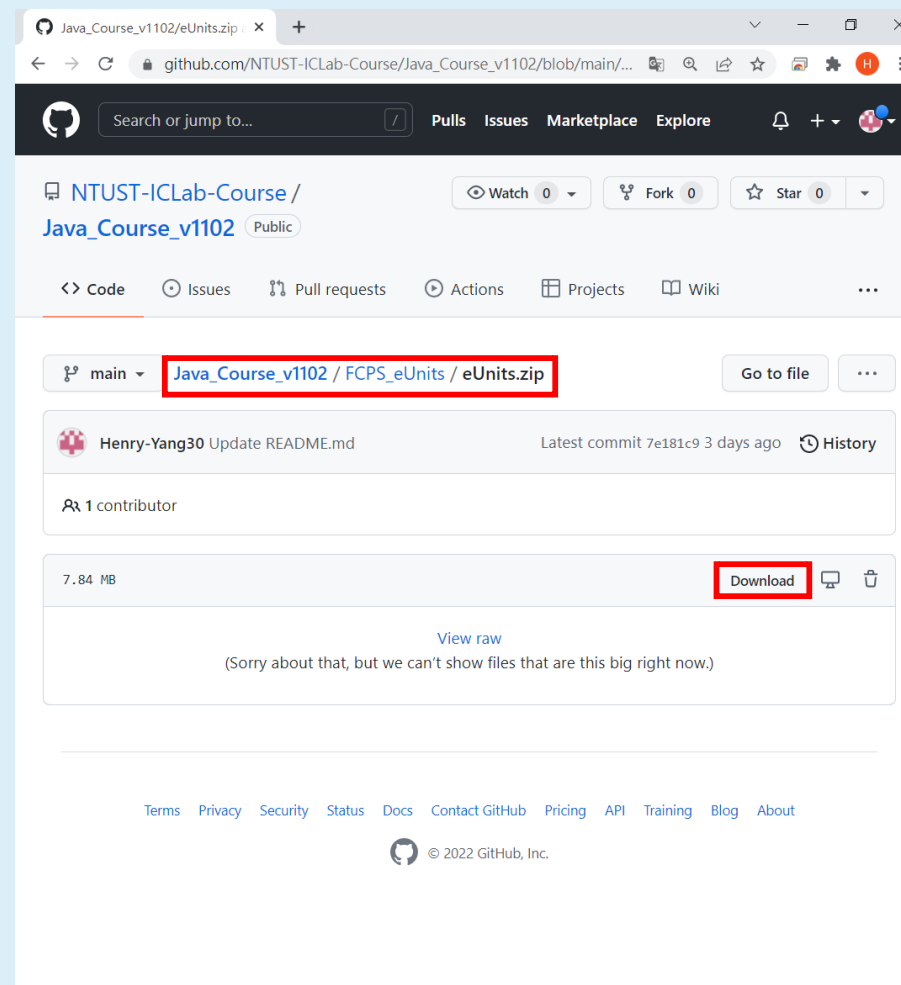 Java_Course_v1102/eUnits.zip
github.com/NTUST-ICLab-Course/Java_Course_v1102/blob/main/...
H
Search or jump to... /
Pulls Issues Marketplace Explore
NTUST-ICLab-Course /
Java_Course_v1102 Public
Watch 0 Fork 0 Star 0
Code Issues Pull requests Actions Projects Wiki ...
main Java_Course_v1102 / FCPS_eUnits / eUnits.zip Go to file ...
Henry-Yang30 Update README.md Latest commit 7e181c9 3 days ago History
1 contributor
7.84 MB Download
View raw
(Sorry about that, but we can’t show files that are this big right now.)
Terms Privacy Security Status Docs Contact GitHub Pricing API Training Blog About
© 2022 GitHub, Inc.